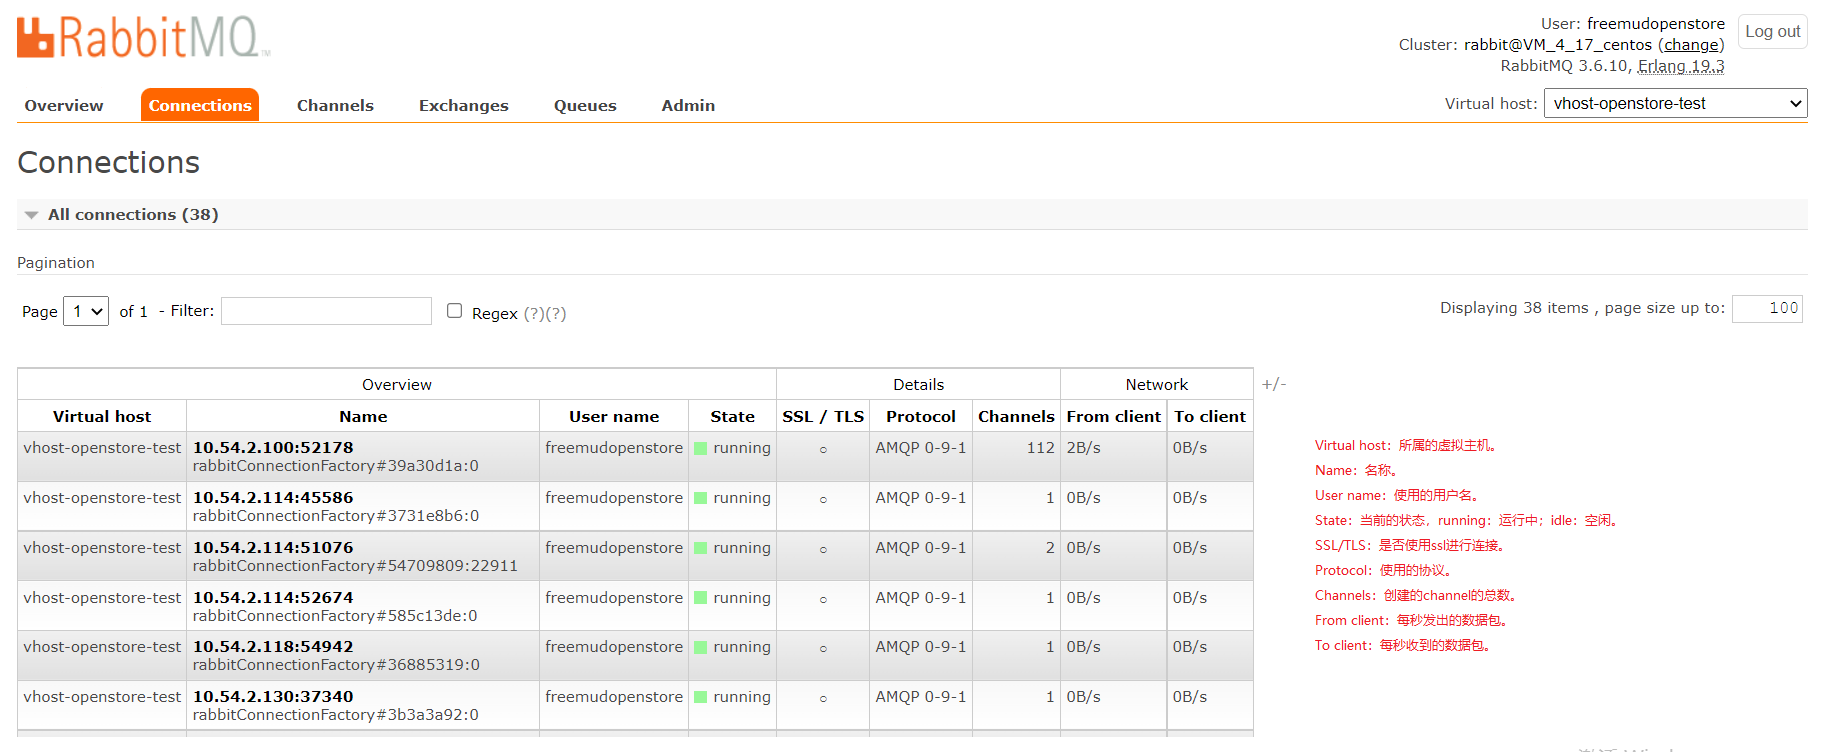 RabbitMQ™
User: freemudopenstore
Log out
Cluster: rabbit@VM_4_17_centos (change)
RabbitMQ 3.6.10, Erlang 19.3
Overview Connections Channels Exchanges Queues Admin
Virtual host: vhost-openstore-test
Connections
All connections (38)
Pagination
Page 1 of 1 - Filter: Regex (?)(?)
Displaying 38 items , page size up to: 100
Overview Details Network +/-
Virtual host Name User name State SSL / TLS Protocol Channels From client To client
vhost-openstore-test 10.54.2.100:52178 freemudopenstore running ○ AMQP 0-9-1 112 2B/s 0B/s
rabbitConnectionFactory#39a30d1a:0
vhost-openstore-test 10.54.2.114:45586 freemudopenstore running ○ AMQP 0-9-1 1 0B/s 0B/s
rabbitConnectionFactory#3731e8b6:0
vhost-openstore-test 10.54.2.114:51076 freemudopenstore running ○ AMQP 0-9-1 2 0B/s 0B/s
rabbitConnectionFactory#54709809:22911
vhost-openstore-test 10.54.2.114:52674 freemudopenstore running ○ AMQP 0-9-1 1 0B/s 0B/s
rabbitConnectionFactory#585c13de:0
vhost-openstore-test 10.54.2.118:54942 freemudopenstore running ○ AMQP 0-9-1 1 0B/s 0B/s
rabbitConnectionFactory#36885319:0
vhost-openstore-test 10.54.2.130:37340 freemudopenstore running ○ AMQP 0-9-1 1 0B/s 0B/s
rabbitConnectionFactory#3b3a3a92:0
Virtual host：所属的虚拟主机。
Name：名称。
User name：使用的用户名。
State：当前的状态，running：运行中；idle：空闲。
SSL/TLS：是否使用ssl进行连接。
Protocol：使用的协议。
Channels：创建的channel的总数。
From client：每秒发出的数据包。
To client：每秒收到的数据包。